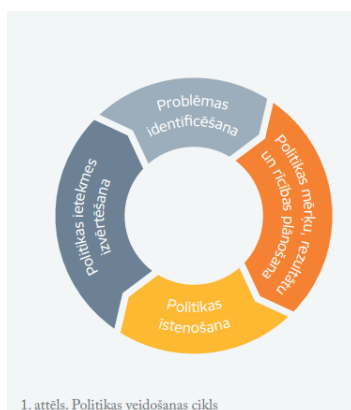 Problēmas
identificēšana
Politikas mērķu, rezultātu
un rīcības plānošana
Politikas
īstenošana
Politikas ietekmes
izvērtēšana
1. attēls. Politikas veidošanas cikls